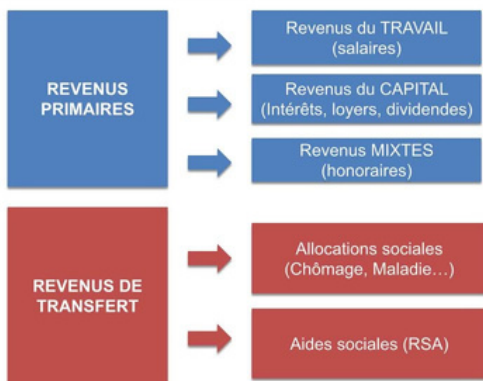 REVENUS
PRIMAIRES
Revenus du TRAVAIL
(salaires)
Revenus du CAPITAL
(Intérêts, loyers, dividendes)
Revenus MIXTES
(honoraires)
REVENUS DE
TRANSFERT
Allocations sociales
(Chômage, Maladie…)
Aides sociales (RSA)